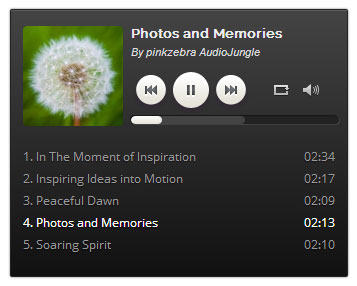 Photos and Memories
By pinkzebra AudioJungle
1. In The Moment of Inspiration 02:34
2. Inspiring Ideas into Motion 02:17
3. Peaceful Dawn 02:09
4. Photos and Memories 02:13
5. Soaring Spirit 02:10